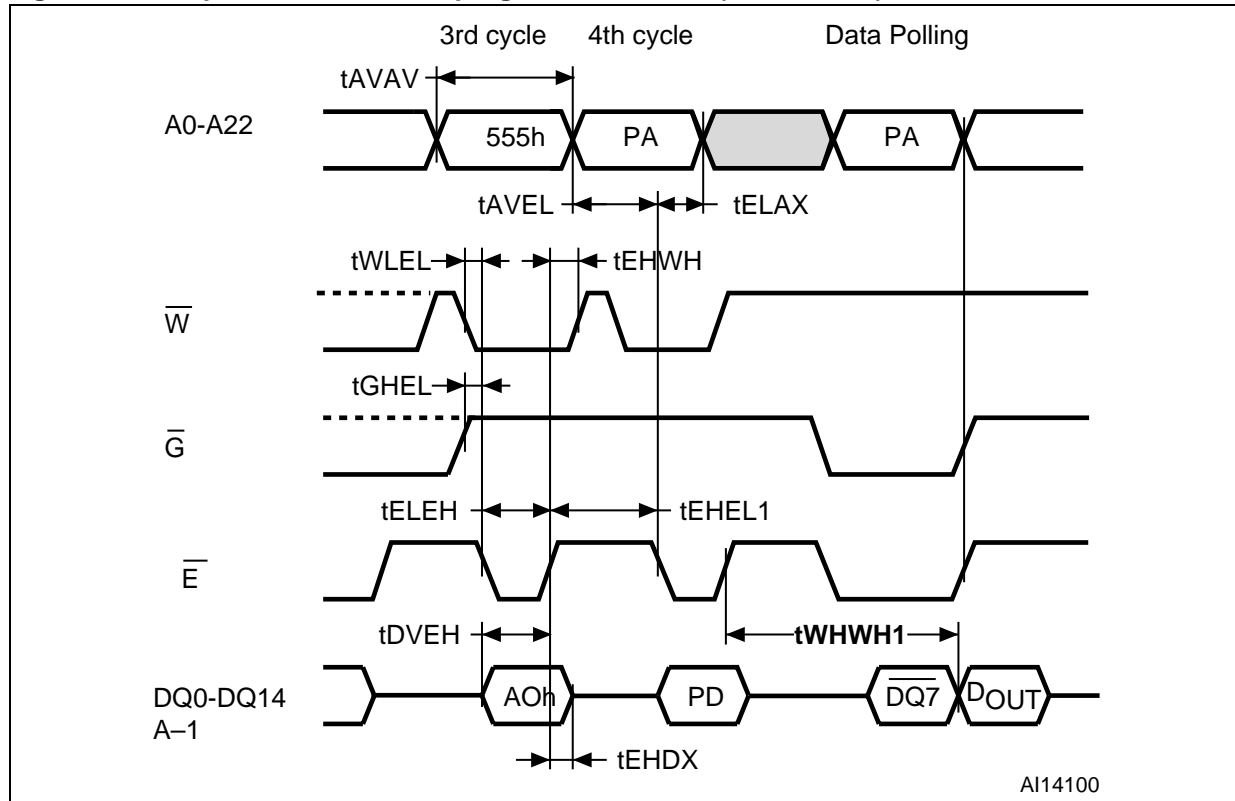 3rd cycle 4th cycle Data Polling
tAVAV
A0-A22 555h PA PA
tAVEL tELAX
tWLEL tEHWH
W
tGHEL
G
tELEH tEHEL1
E
tDVEH tWHWH1
DQ0-DQ14 AOh PD DQ7 DOUT
A–1
tEHDX
AI14100